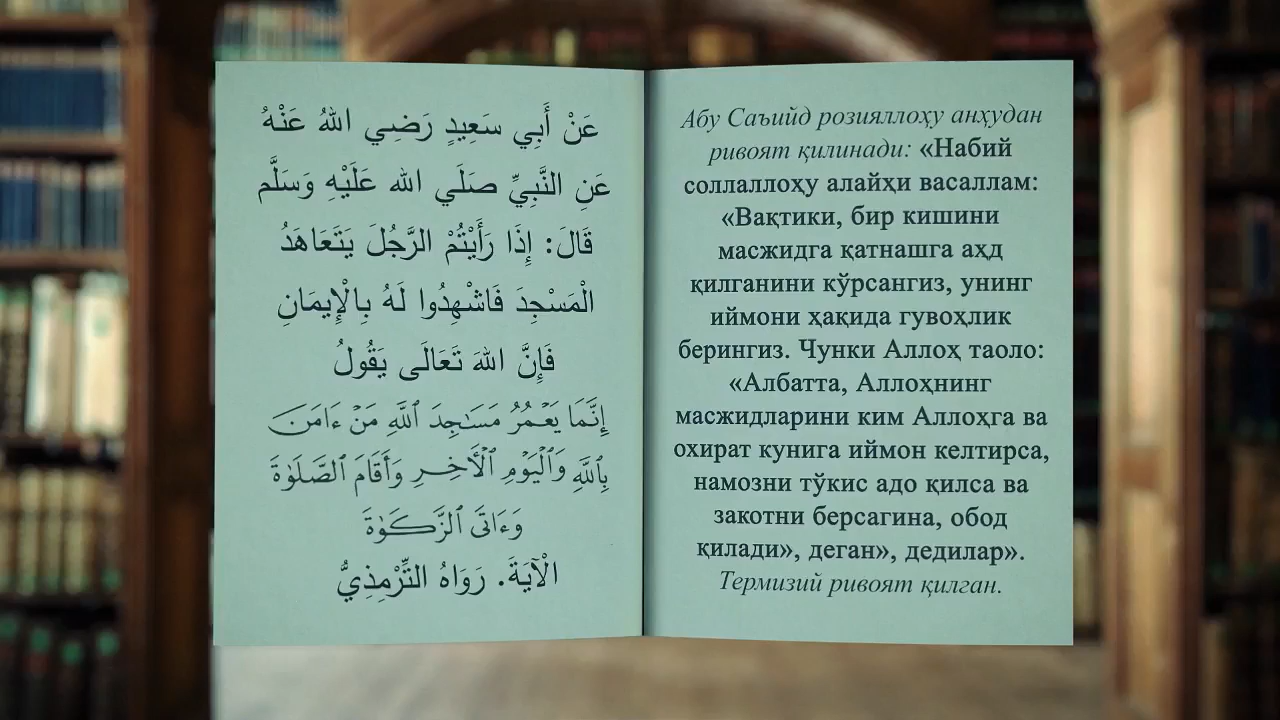 عَنْ أَبِي سَعِيدٍ رَضِي اللهُ عَنْهُ
عَنِ النَّبِيِّ صَلَّي الله عَلَيْهِ وَسَلَّم
قَالَ: إِذَا رَأَيْتُمْ الرَّجُلَ يَتَعَاهَدُ
الْمَسْجِدَ فَاشْهِدُوا لَهُ بِالْإِيمَانِ
فَإِنَّ اللهَ تَعَالَى يَقُولُ
إِنَّمَا يَعۡمُرُ مَسَٰجِدَ ٱللَّهِ مَنۡ ءَامَنَ
بِٱللَّهِ وَٱلۡيَوۡمِ ٱلۡأٓخِرِ وَأَقَامَ ٱلصَّلَوٰةَ
وَءَاتَى ٱلزَّكَوٰةَ
الْآيَةَ. رَوَاهُ التِّرْمِذِيُّ
Абу Саъийд розияллоҳу анҳудан
ривоят қилинади: «Набий
соллаллоҳу алайҳи васаллам:
«Вақтики, бир кишини
масжидга қатнашга аҳд
қилганини кўрсангиз, унинг
иймони ҳақида гувоҳлик
берингиз. Чунки Аллоҳ таоло:
«Албатта, Аллоҳнинг
масжидларини ким Аллоҳга ва
охират кунига иймон келтирса,
намозни тўкис адо қилса ва
закотни берсагина, обод
қилади», деган», дедилар».
Термизий ривоят қилган.